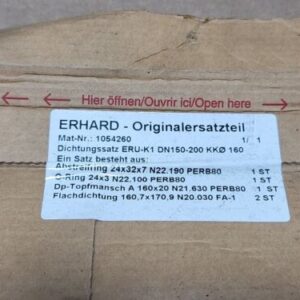 ← ← Hier öffnen/Ouvrir ici/Open here → →
ERHARD - Originalersatzteil
Mat-Nr.: 1054260 1/ 1
Dichtungssatz ERU-K1 DN150-200 KKØ 160
Ein Satz besteht aus:
Abstreifring 24x32x7 N22.190 PERB80 1 ST
O-Ring 24x3 N22.100 PERB80 1 ST
Dp-Topfmansch A 160x20 N21.630 PERB80 1 ST
Flachdichtung 160,7x170,9 N20.030 FA-1 2 ST